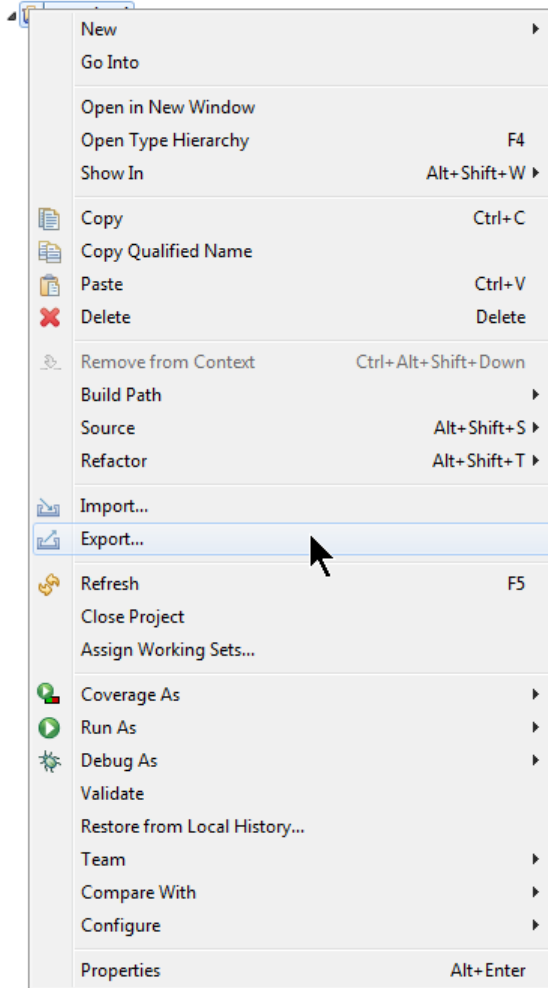 New
Go Into
Open in New Window
Open Type Hierarchy F4
Show In Alt+Shift+W
Copy Ctrl+C
Copy Qualified Name
Paste Ctrl+V
Delete Delete
Remove from Context Ctrl+Alt+Shift+Down
Build Path
Source Alt+Shift+S
Refactor Alt+Shift+T
Import...
Export...
Refresh F5
Close Project
Assign Working Sets...
Coverage As
Run As
Debug As
Validate
Restore from Local History...
Team
Compare With
Configure
Properties Alt+Enter